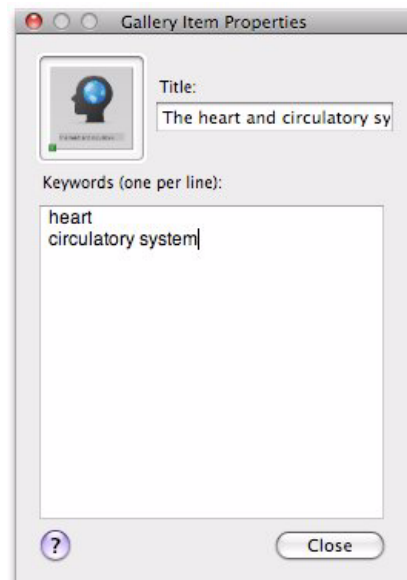 Gallery Item Properties
Title:
The heart and circulatory sy
Keywords (one per line):
heart
circulatory system
?
Close